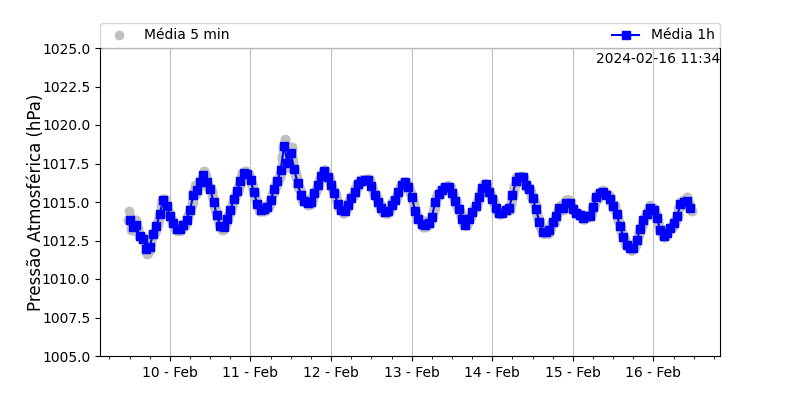 Média 5 min
Média 1h
2024-02-16 11:34
Pressão Atmosférica (hPa)
1025.0
1022.5
1020.0
1017.5
1015.0
1012.5
1010.0
1007.5
1005.0
10 - Feb
11 - Feb
12 - Feb
13 - Feb
14 - Feb
15 - Feb
16 - Feb